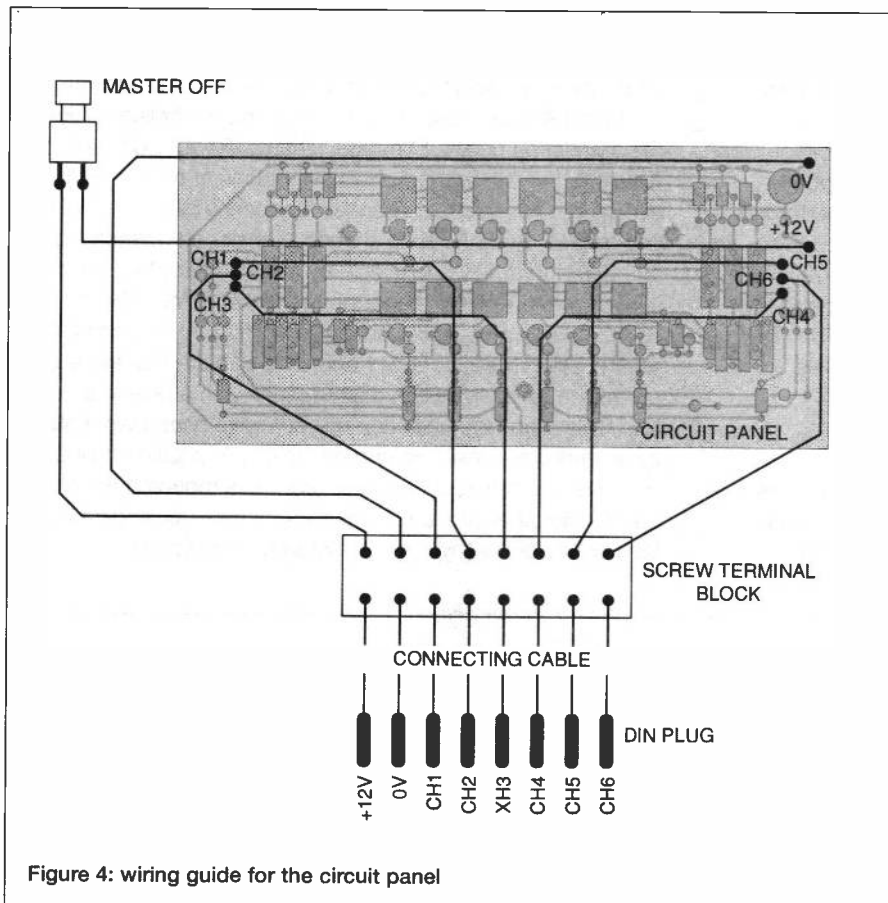 MASTER OFF
0V
+12V
CH1
CH2
CH3
CH5
CH6
CH4
CIRCUIT PANEL
SCREW TERMINAL
BLOCK
CONNECTING CABLE
DIN PLUG
+12V
0V
CH1
CH2
XH3
CH4
CH5
CH6
Figure 4: wiring guide for the circuit panel